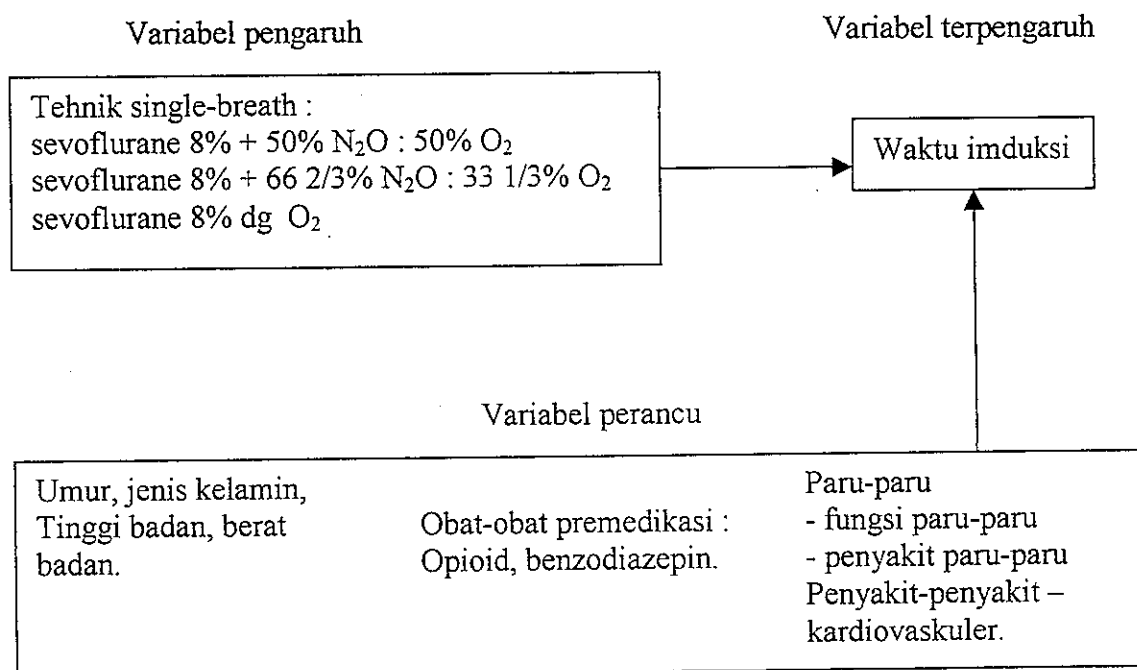 Variabel pengaruh
Variabel terpengaruh
Tehnik single-breath :
sevoflurane 8% + 50% N₂O : 50% O₂
sevoflurane 8% + 66 2/3% N₂O : 33 1/3% O₂
sevoflurane 8% dg O₂
Waktu imduksi
Variabel perancu
Umur, jenis kelamin,
Tinggi badan, berat
badan.
Obat-obat premedikasi :
Opioid, benzodiazepin.
Paru-paru
- fungsi paru-paru
- penyakit paru-paru
Penyakit-penyakit –
kardiovaskuler.